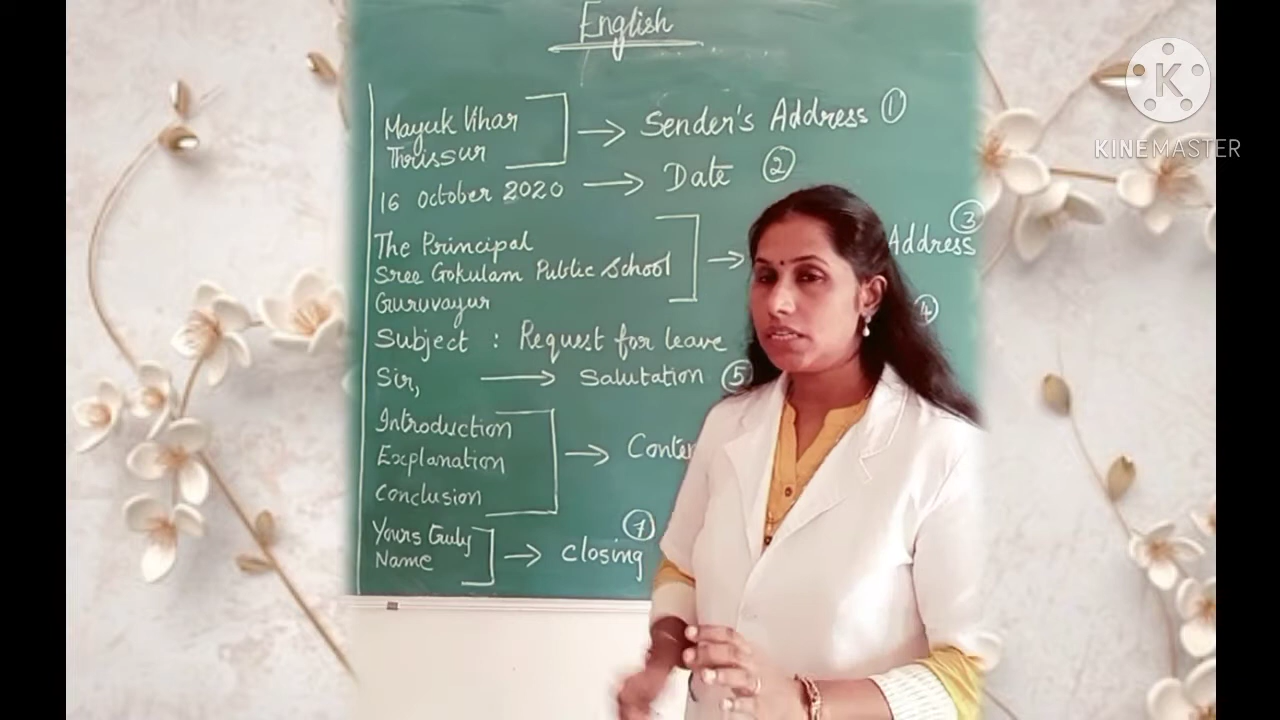 English
Mayuk Vihar
Thrissur
Sender's Address 1
16 October 2020
Date 2
The Principal
Sree Gokulam Public School
Guruvayur
Address 3
Subject : Request for leave
4
Sir,
Salutation 5
Introduction
Explanation
Conclusion
Conten
Yours truly
Name
Closing 7
K
KINEMASTER